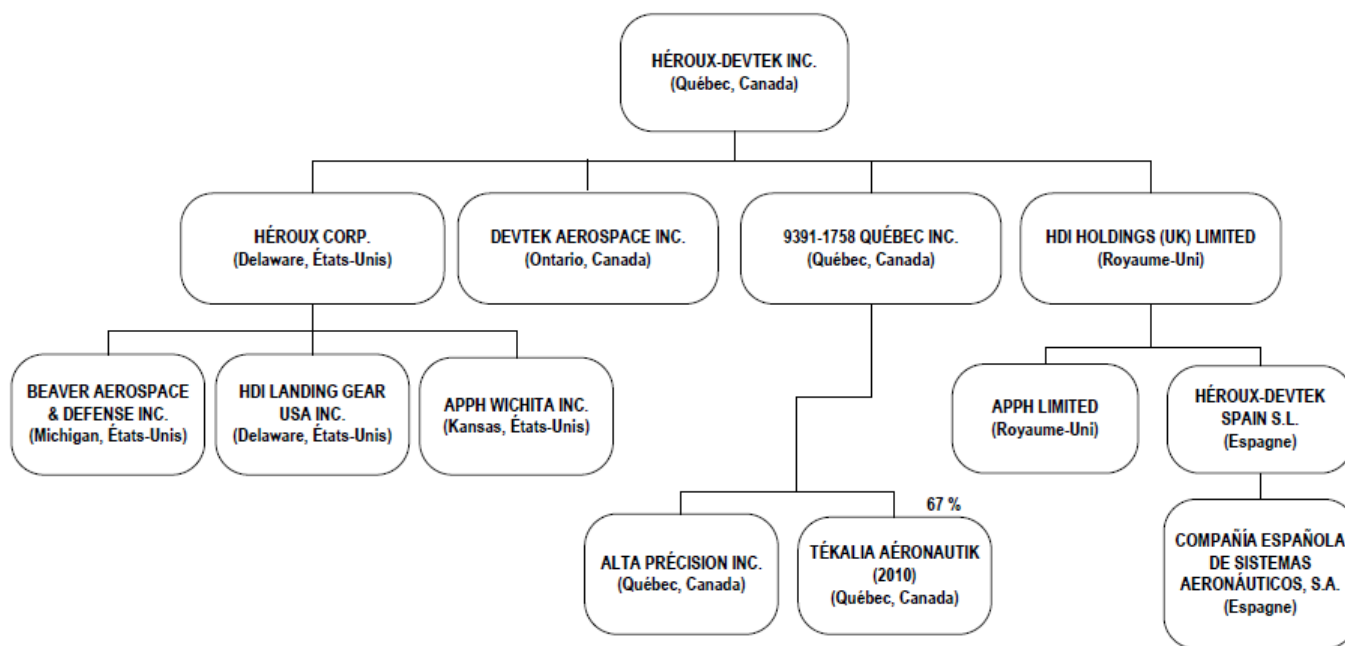 HÉROUX-DEVTEK INC.
(Québec, Canada)
HÉROUX CORP.
(Delaware, États-Unis)
DEVTEK AEROSPACE INC.
(Ontario, Canada)
9391-1758 QUÉBEC INC.
(Québec, Canada)
HDI HOLDINGS (UK) LIMITED
(Royaume-Uni)
BEAVER AEROSPACE
& DEFENSE INC.
(Michigan, États-Unis)
HDI LANDING GEAR
USA INC.
(Delaware, États-Unis)
APPH WICHITA INC.
(Kansas, États-Unis)
APPH LIMITED
(Royaume-Uni)
HÉROUX-DEVTEK
SPAIN S.L.
(Espagne)
ALTA PRÉCISION INC.
(Québec, Canada)
67 %
TÉKALIA AÉRONAUTIK
(2010)
(Québec, Canada)
COMPAÑÍA ESPAÑOLA
DE SISTEMAS
AERONÁUTICOS, S.A.
(Espagne)